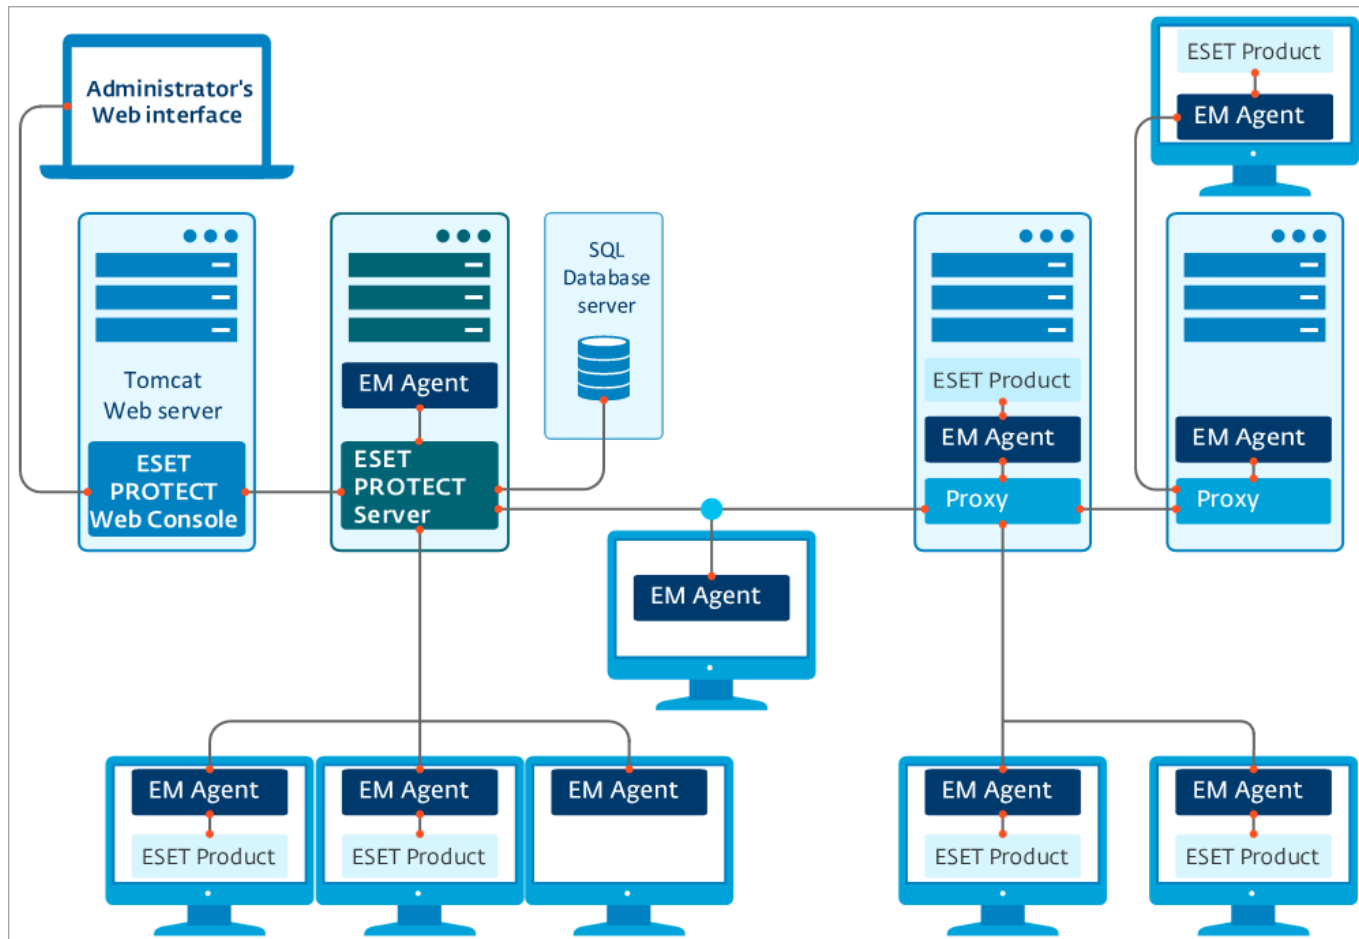 Administrator's
Web interface
ESET Product
EM Agent
Tomcat
Web server
ESET
PROTECT
Web Console
EM Agent
ESET
PROTECT
Server
SQL
Database
server
ESET Product
EM Agent
Proxy
EM Agent
Proxy
EM Agent
EM Agent
ESET Product
EM Agent
ESET Product
EM Agent
EM Agent
ESET Product
EM Agent
ESET Product